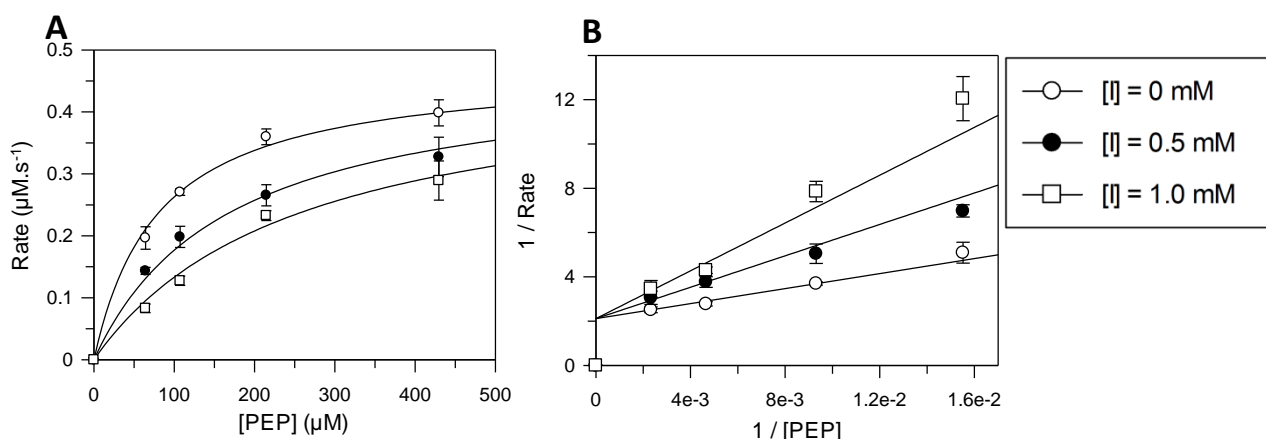 A
0.5
0.4
0.3
0.2
0.1
0
0 100 200 300 400 500
Rate (µM.s-1)
[PEP] (µM)
B
12
8
4
0
0 4e-3 8e-3 1.2e-2 1.6e-2
1 / Rate
1 / [PEP]
[I] = 0 mM
[I] = 0.5 mM
[I] = 1.0 mM